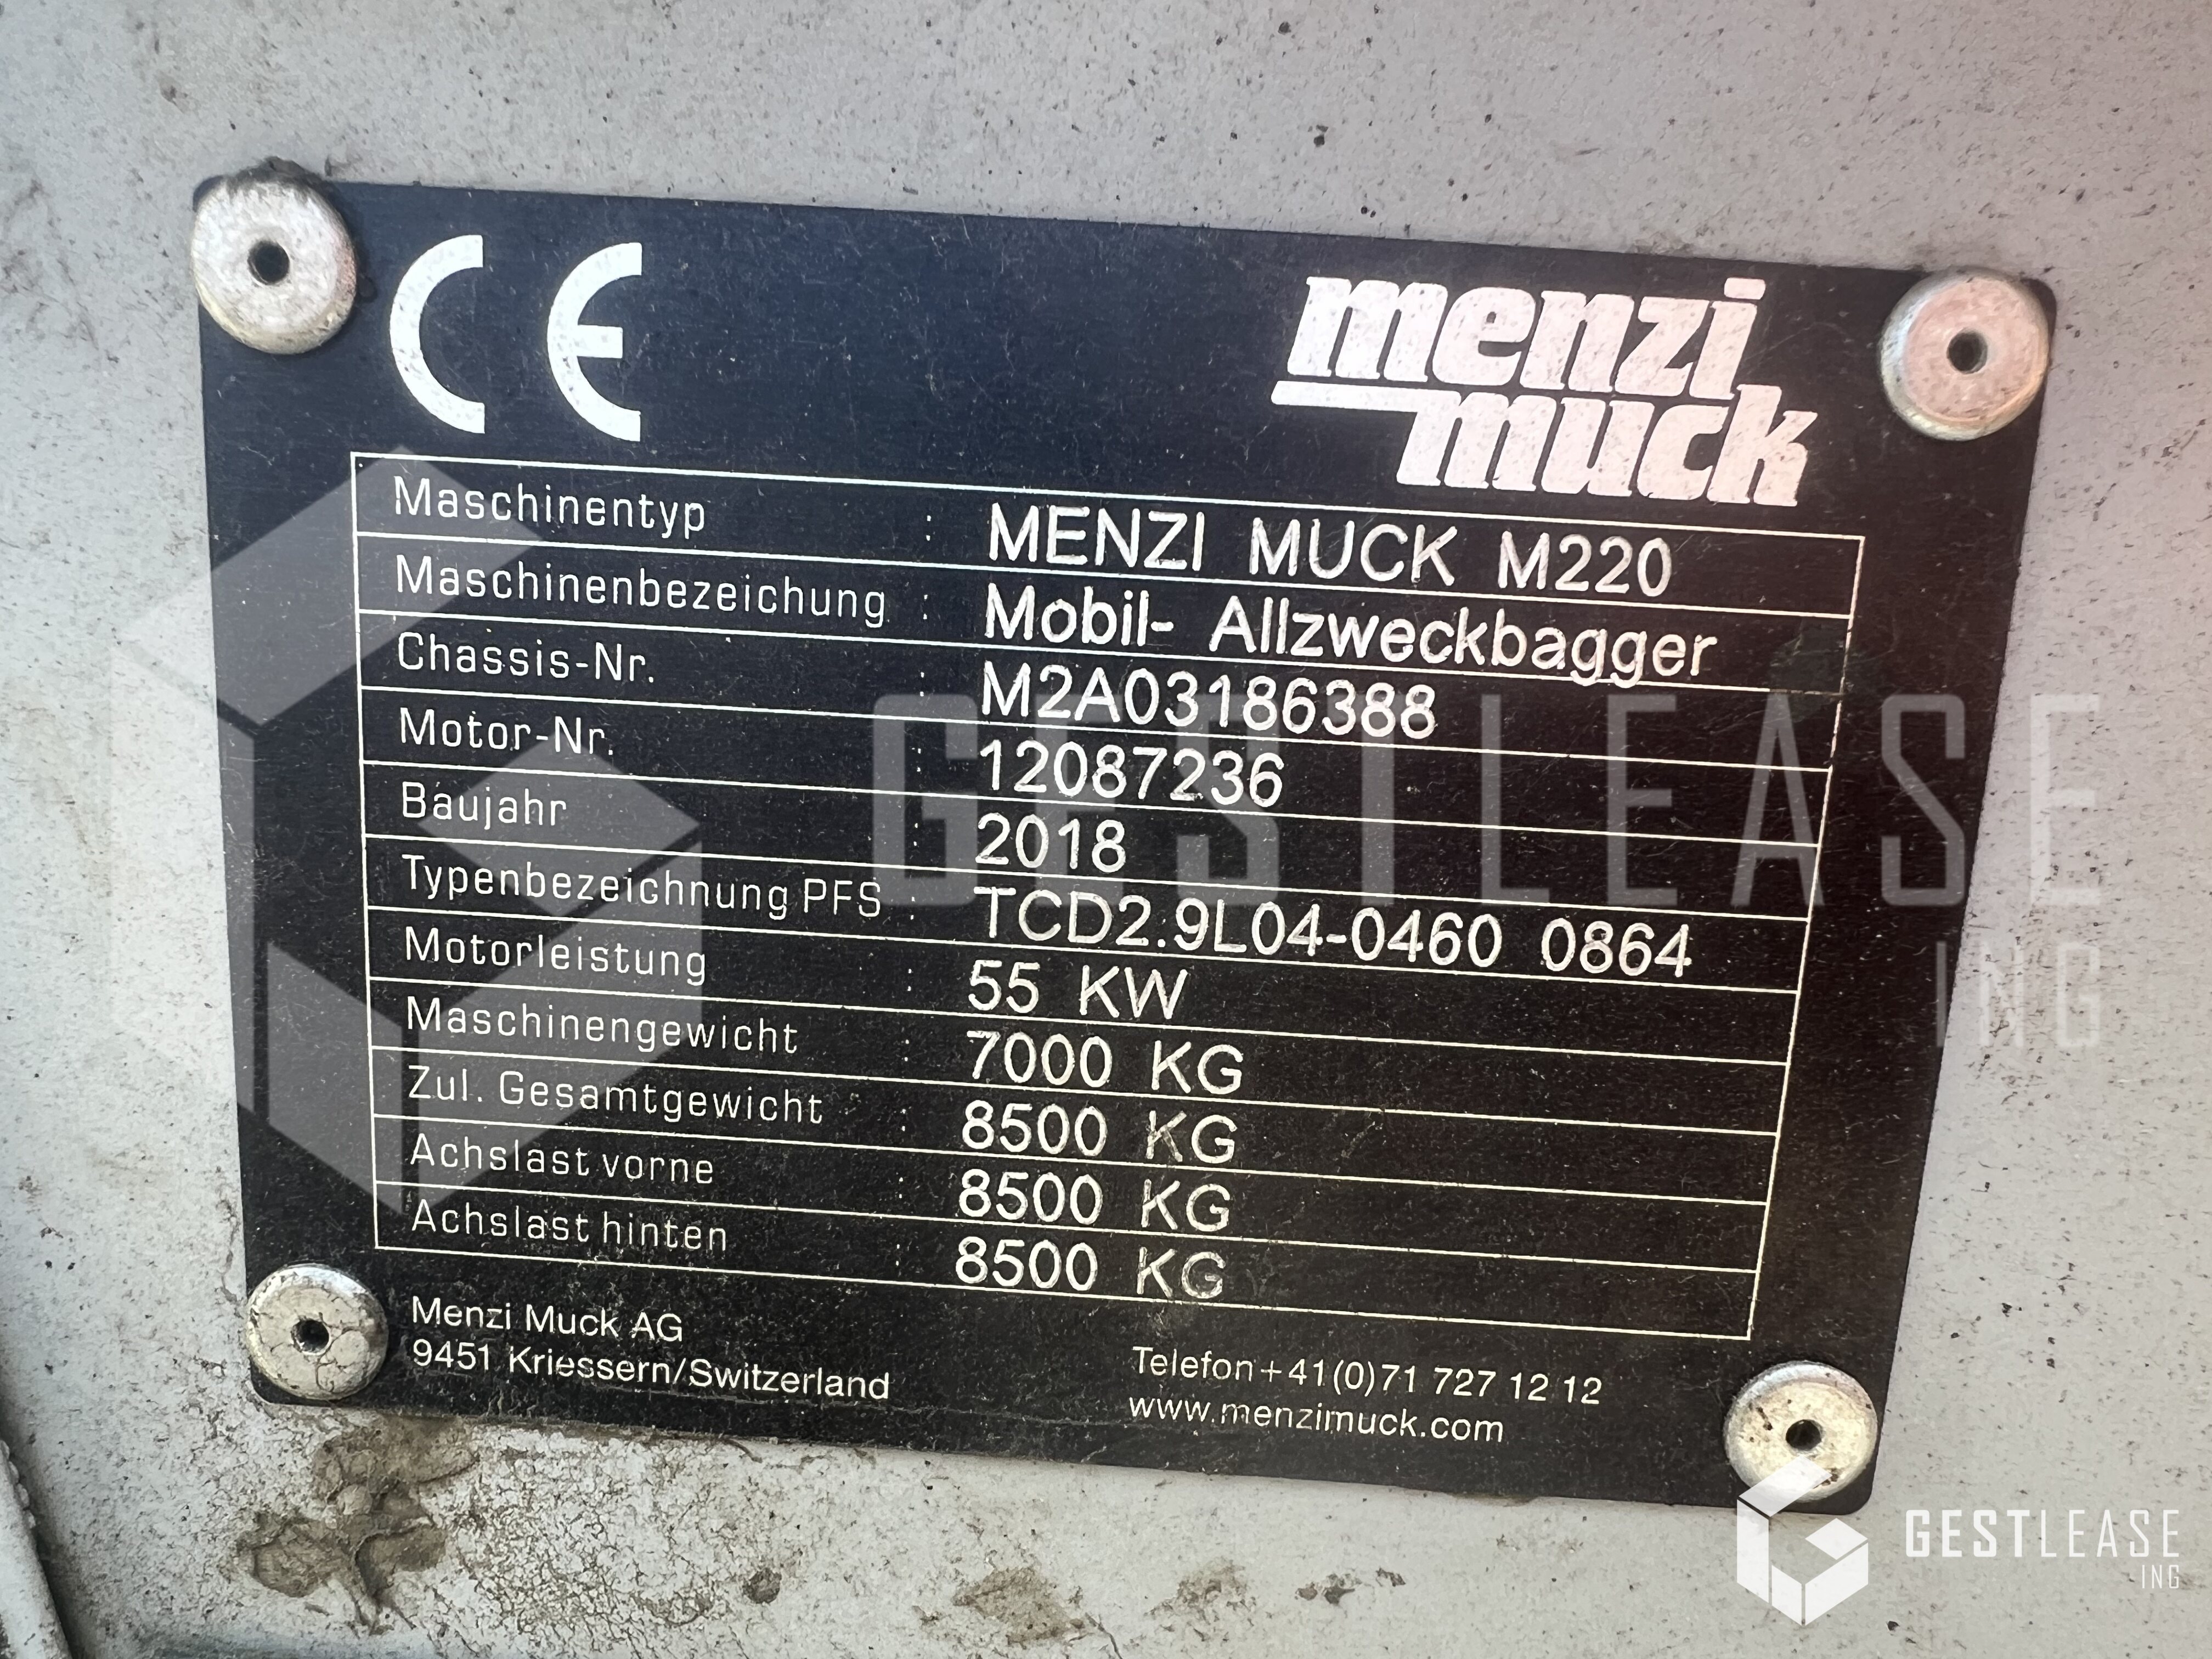 CE
menzi
muck
Maschinentyp : MENZI MUCK M220
Maschinenbezeichung : Mobil- Allzweckbagger
Chassis-Nr. : M2A03186388
Motor-Nr. : 12087236
Baujahr : 2018
Typenbezeichnung PFS : TCD2.9L04-0460 0864
Motorleistung : 55 KW
Maschinengewicht : 7000 KG
Zul. Gesamtgewicht : 8500 KG
Achslast vorne : 8500 KG
Achslast hinten : 8500 KG
Menzi Muck AG
9451 Kriessern/Switzerland
Telefon+41(0)71 727 12 12
www.menzimuck.com
GESTLEASE
ING
GESTLEASE
ING